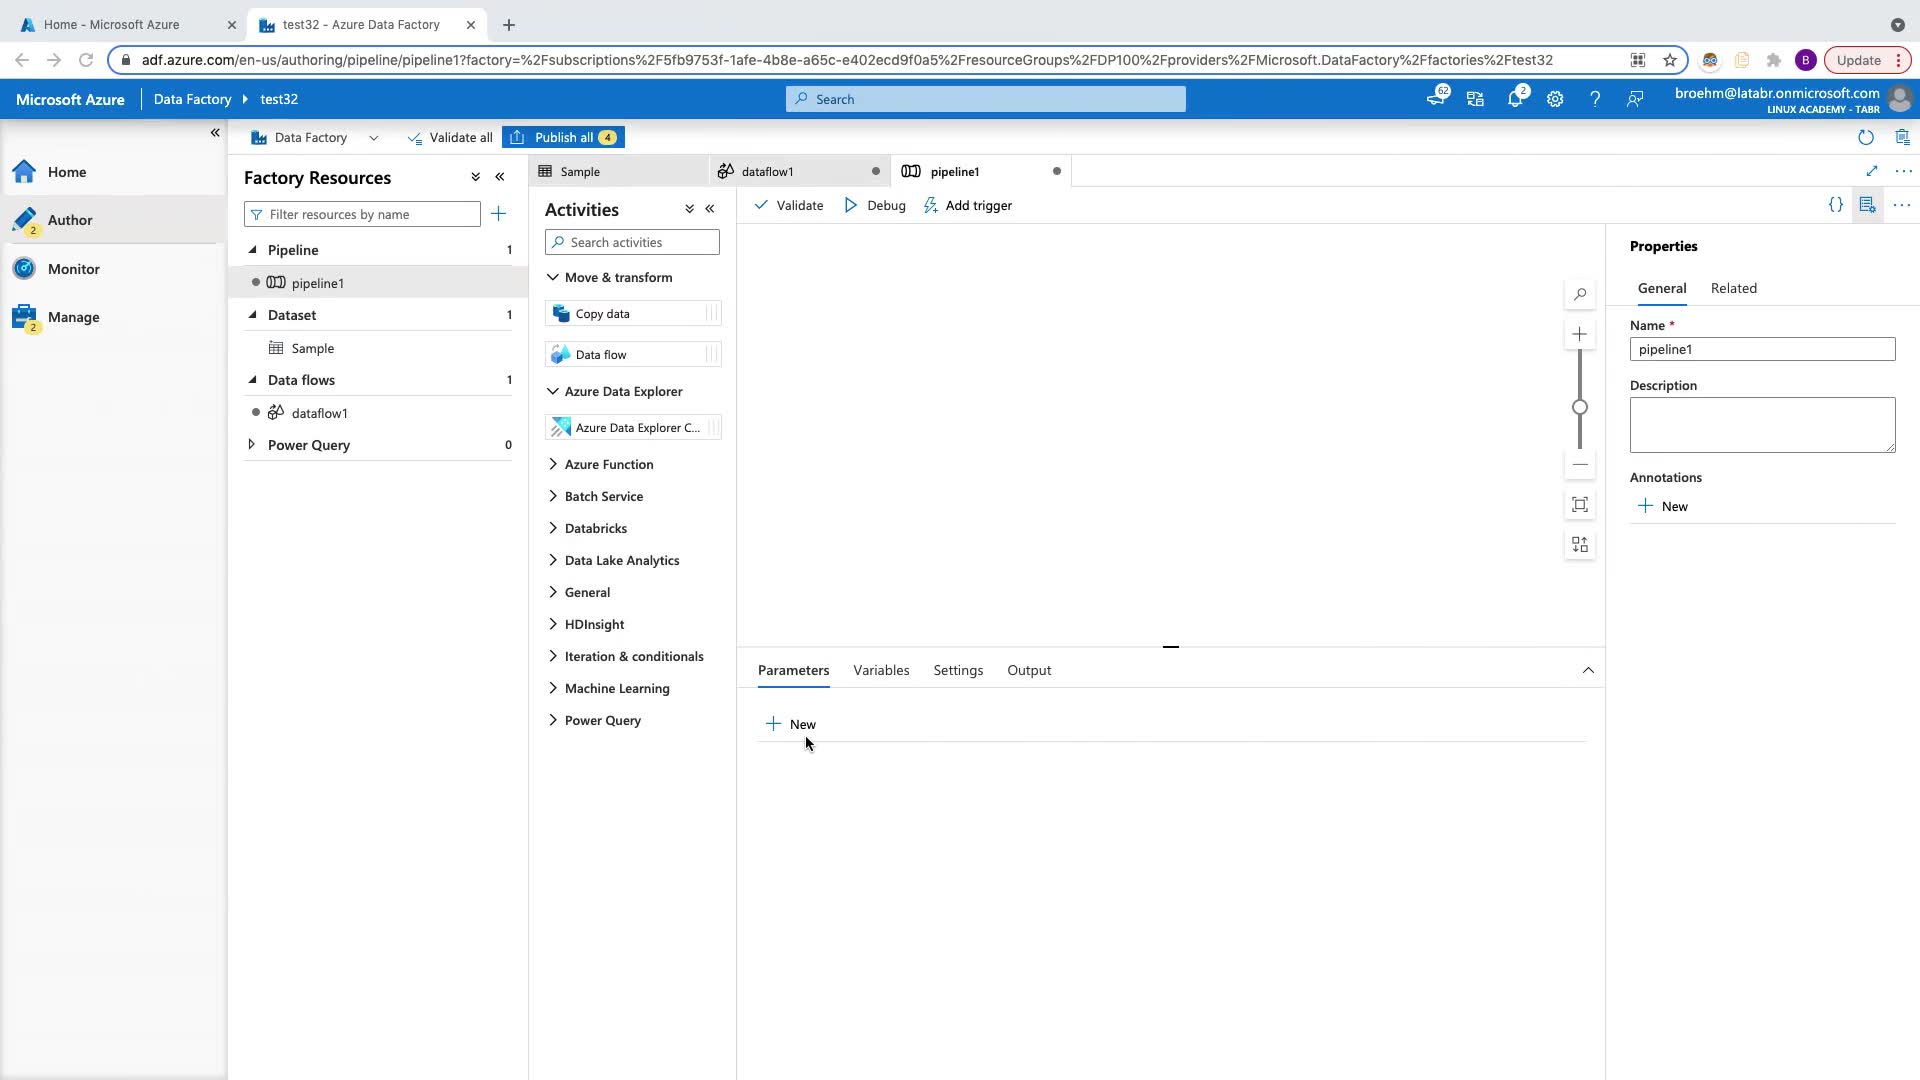 Home - Microsoft Azure
test32 - Azure Data Factory
adf.azure.com/en-us/authoring/pipeline/pipeline1?factory=%2Fsubscriptions%2F5fb9753f-1afe-4b8e-a65c-e402ecd9f0a5%2FresourceGroups%2FDP100%2Fproviders%2FMicrosoft.DataFactory%2Ffactories%2Ftest32
B
Update
Microsoft Azure
Data Factory
test32
Search
62
2
broehm@latabr.onmicrosoft.com
LINUX ACADEMY - TABR
Data Factory
Validate all
Publish all 4
Home
Author
2
Monitor
Manage
2
Factory Resources
Filter resources by name
Pipeline 1
pipeline1
Dataset 1
Sample
Data flows 1
dataflow1
Power Query 0
Sample
dataflow1
pipeline1
Activities
Search activities
Move & transform
Copy data
Data flow
Azure Data Explorer
Azure Data Explorer C...
Azure Function
Batch Service
Databricks
Data Lake Analytics
General
HDInsight
Iteration & conditionals
Machine Learning
Power Query
Validate
Debug
Add trigger
Parameters
Variables
Settings
Output
New
Properties
General
Related
Name *
pipeline1
Description
Annotations
New